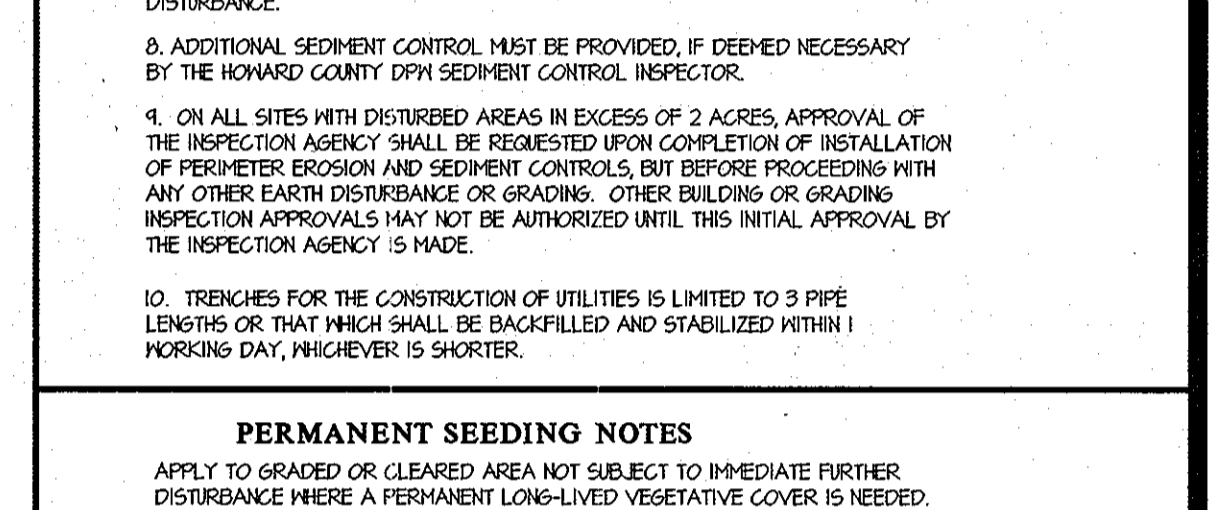 DISTURBANCE.
8. ADDITIONAL SEDIMENT CONTROL MUST BE PROVIDED, IF DEEMED NECESSARY
BY THE HOWARD COUNTY DPW SEDIMENT CONTROL INSPECTOR.
9. ON ALL SITES WITH DISTURBED AREAS IN EXCESS OF 2 ACRES, APPROVAL OF
THE INSPECTION AGENCY SHALL BE REQUESTED UPON COMPLETION OF INSTALLATION
OF PERIMETER EROSION AND SEDIMENT CONTROLS, BUT BEFORE PROCEEDING WITH
ANY OTHER EARTH DISTURBANCE OR GRADING. OTHER BUILDING OR GRADING
INSPECTION APPROVALS MAY NOT BE AUTHORIZED UNTIL THIS INITIAL APPROVAL BY
THE INSPECTION AGENCY IS MADE.
10. TRENCHES FOR THE CONSTRUCTION OF UTILITIES IS LIMITED TO 3 PIPE
LENGTHS OR THAT WHICH SHALL BE BACKFILLED AND STABILIZED WITHIN 1
WORKING DAY, WHICHEVER IS SHORTER.
PERMANENT SEEDING NOTES
APPLY TO GRADED OR CLEARED AREA NOT SUBJECT TO IMMEDIATE FURTHER
DISTURBANCE WHERE A PERMANENT LONG-LIVED VEGETATIVE COVER IS NEEDED.